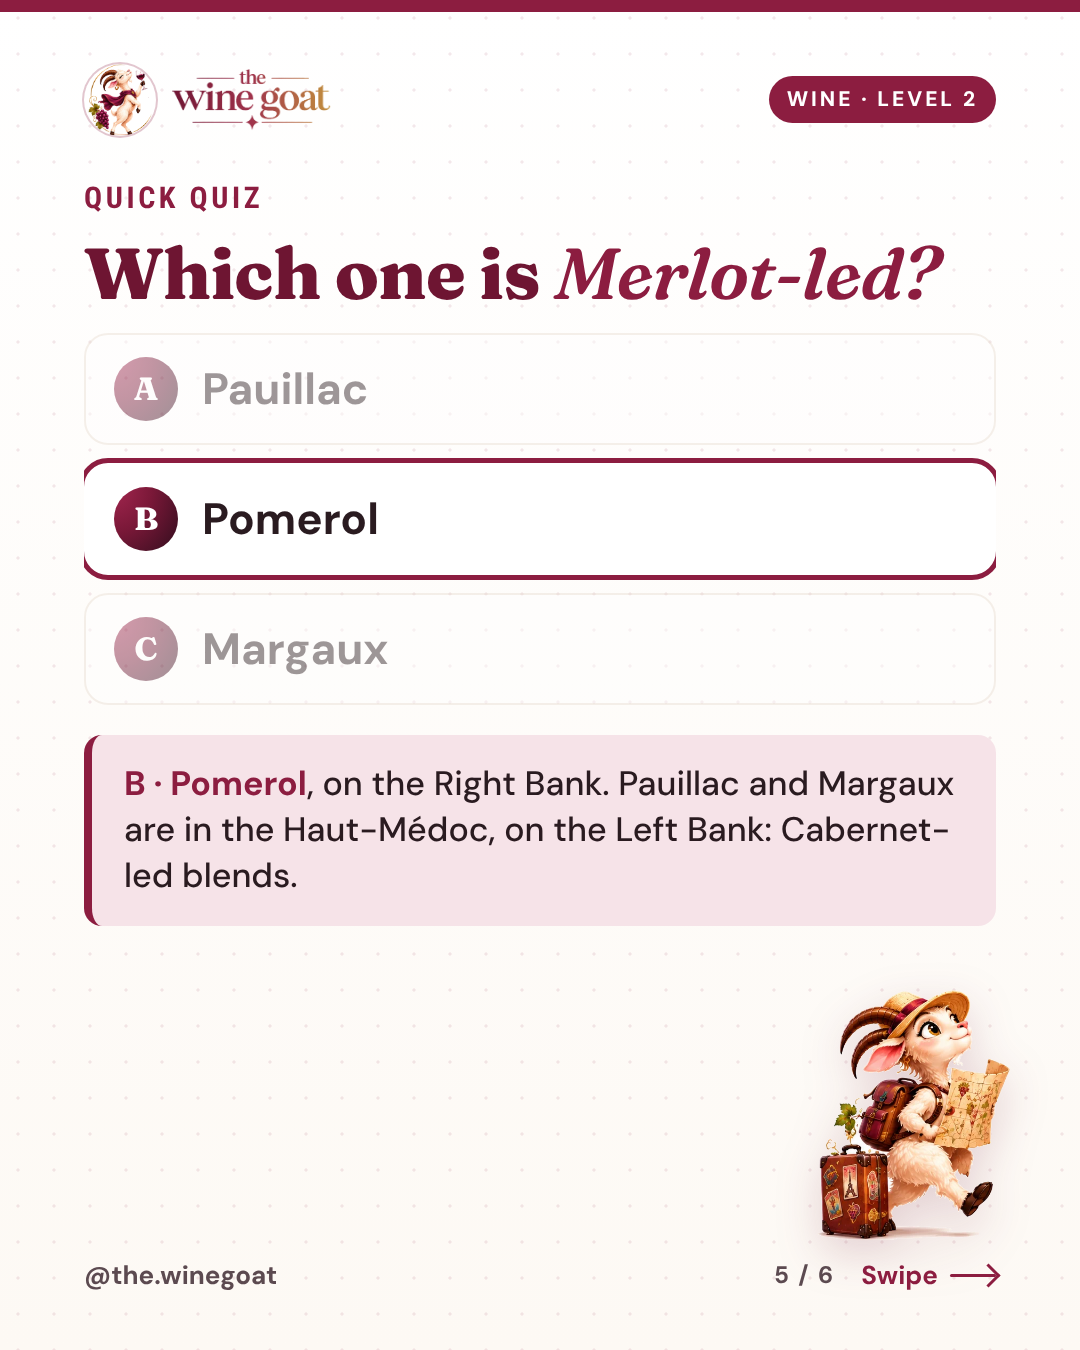 the
wine goat
WINE · LEVEL 2
QUICK QUIZ
Which one is Merlot-led?
A Pauillac
B Pomerol
C Margaux
B · Pomerol, on the Right Bank. Pauillac and Margaux
are in the Haut-Médoc, on the Left Bank: Cabernet-
led blends.
@the.winegoat
5 / 6 Swipe